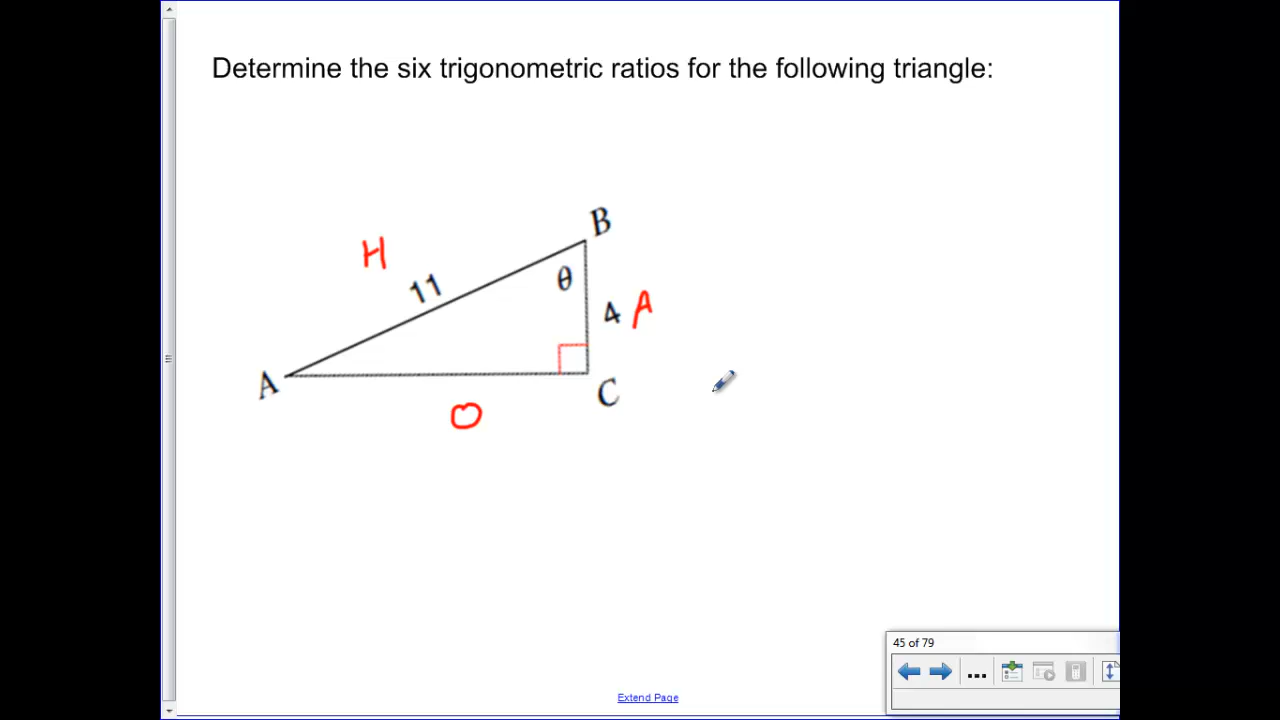 Determine the six trigonometric ratios for the following triangle:
B
H
11
θ
4 A
A
C
O
45 of 79
...
Extend Page